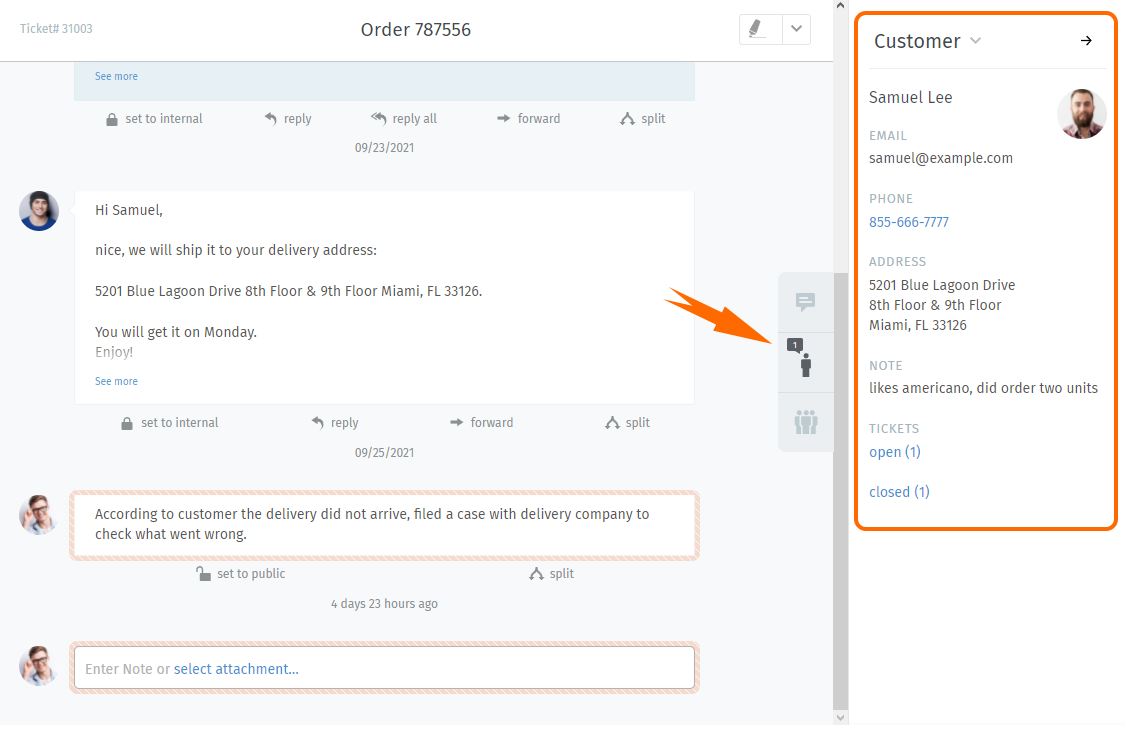 Ticket# 31003
Order 787556
See more
set to internal reply reply all forward split
09/23/2021
Hi Samuel,
nice, we will ship it to your delivery address:
5201 Blue Lagoon Drive 8th Floor & 9th Floor Miami, FL 33126.
You will get it on Monday.
Enjoy!
See more
set to internal reply forward split
09/25/2021
According to customer the delivery did not arrive, filed a case with delivery company to
check what went wrong.
set to public split
4 days 23 hours ago
Enter Note or select attachment...
1
Customer
Samuel Lee
EMAIL
samuel@example.com
PHONE
855-666-7777
ADDRESS
5201 Blue Lagoon Drive
8th Floor & 9th Floor
Miami, FL 33126
NOTE
likes americano, did order two units
TICKETS
open (1)
closed (1)